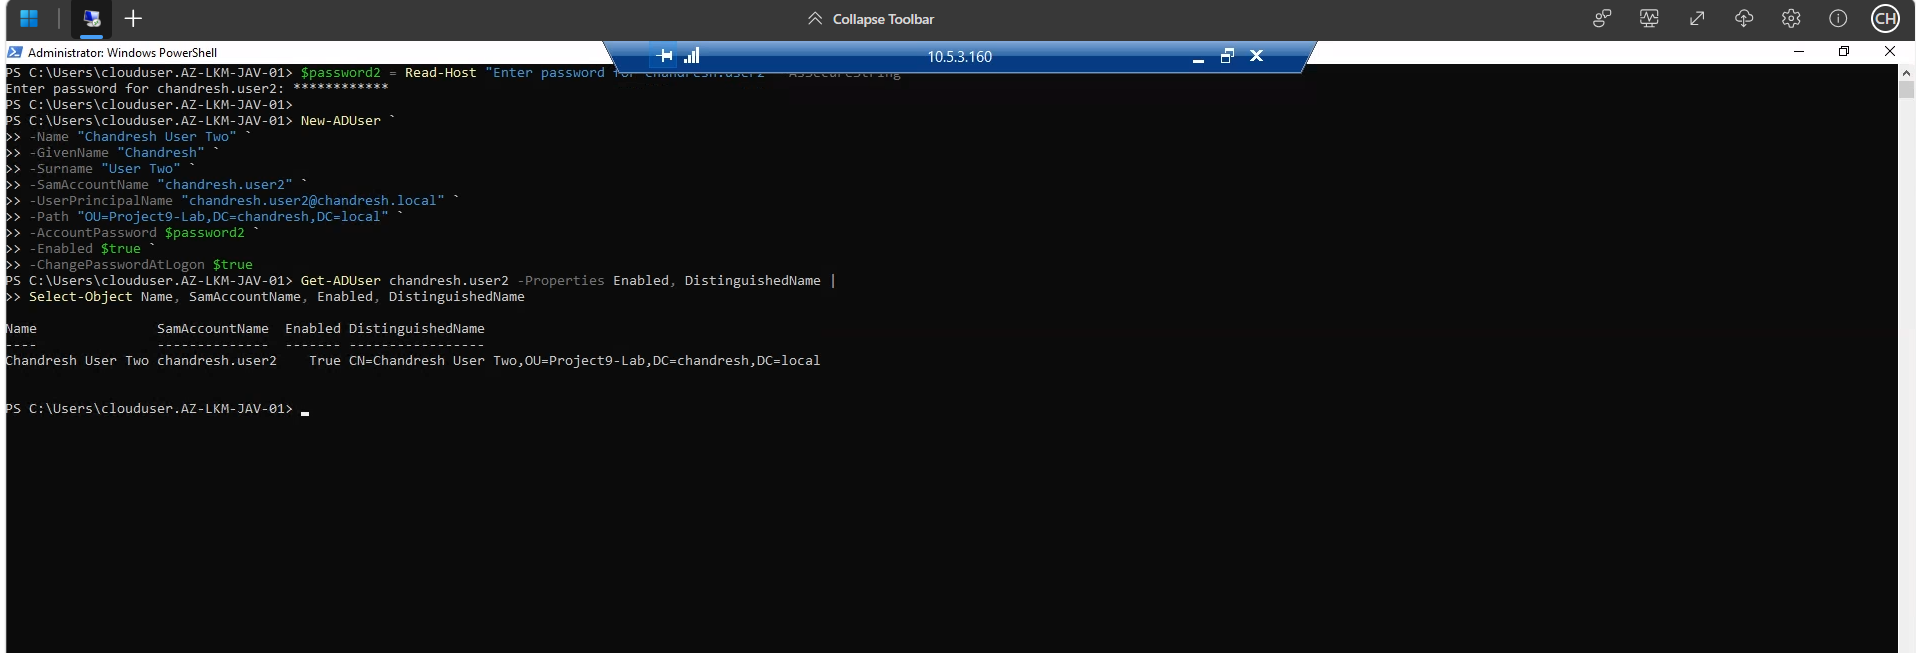 Collapse Toolbar
CH
Administrator: Windows PowerShell
10.5.3.160
PS C:\Users\clouduser.AZ-LKM-JAV-01> $password2 = Read-Host "Enter password for chandresh.user2" -AsSecureString
Enter password for chandresh.user2: ************
PS C:\Users\clouduser.AZ-LKM-JAV-01>
PS C:\Users\clouduser.AZ-LKM-JAV-01> New-ADUser `
>> -Name "Chandresh User Two" `
>> -GivenName "Chandresh" `
>> -Surname "User Two" `
>> -SamAccountName "chandresh.user2" `
>> -UserPrincipalName "chandresh.user2@chandresh.local" `
>> -Path "OU=Project9-Lab,DC=chandresh,DC=local" `
>> -AccountPassword $password2 `
>> -Enabled $true `
>> -ChangePasswordAtLogon $true
PS C:\Users\clouduser.AZ-LKM-JAV-01> Get-ADUser chandresh.user2 -Properties Enabled, DistinguishedName |
>> Select-Object Name, SamAccountName, Enabled, DistinguishedName
Name SamAccountName Enabled DistinguishedName
---- -------------- ------- -----------------
Chandresh User Two chandresh.user2 True CN=Chandresh User Two,OU=Project9-Lab,DC=chandresh,DC=local
PS C:\Users\clouduser.AZ-LKM-JAV-01>